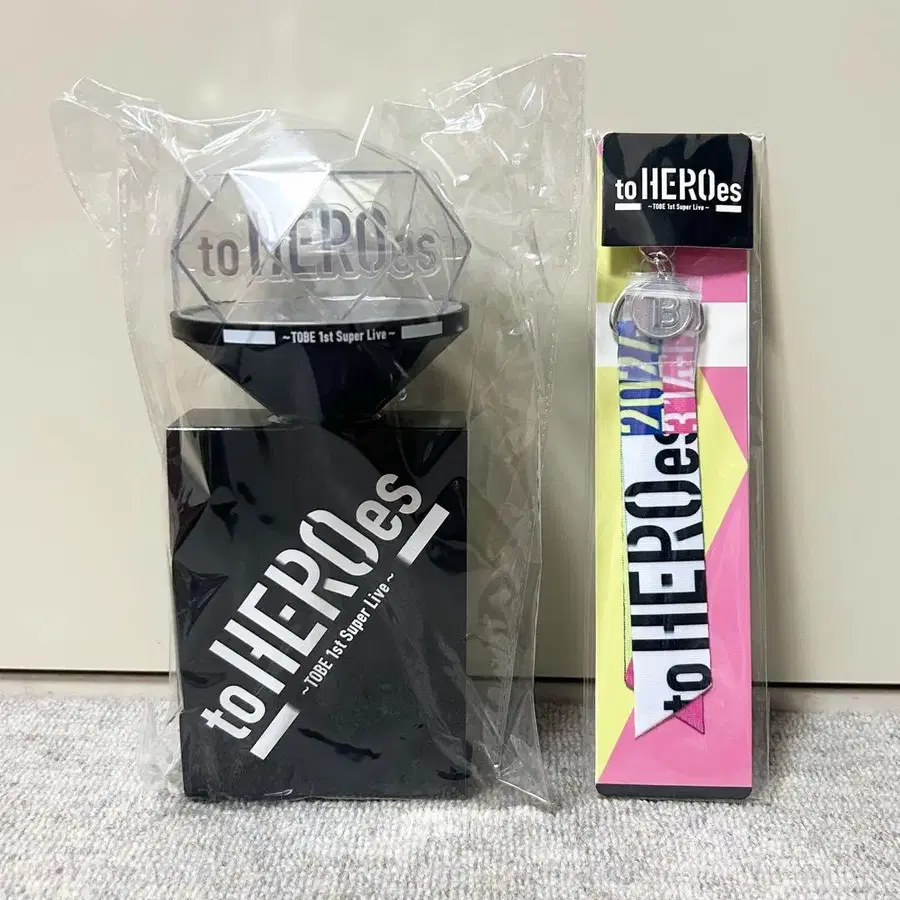 to HEROes
~TOBE 1st Super Live~
to HEROes
~TOBE 1st Super Live~
to HEROes
~TOBE 1st Super Live~
B
2024
to HEROes